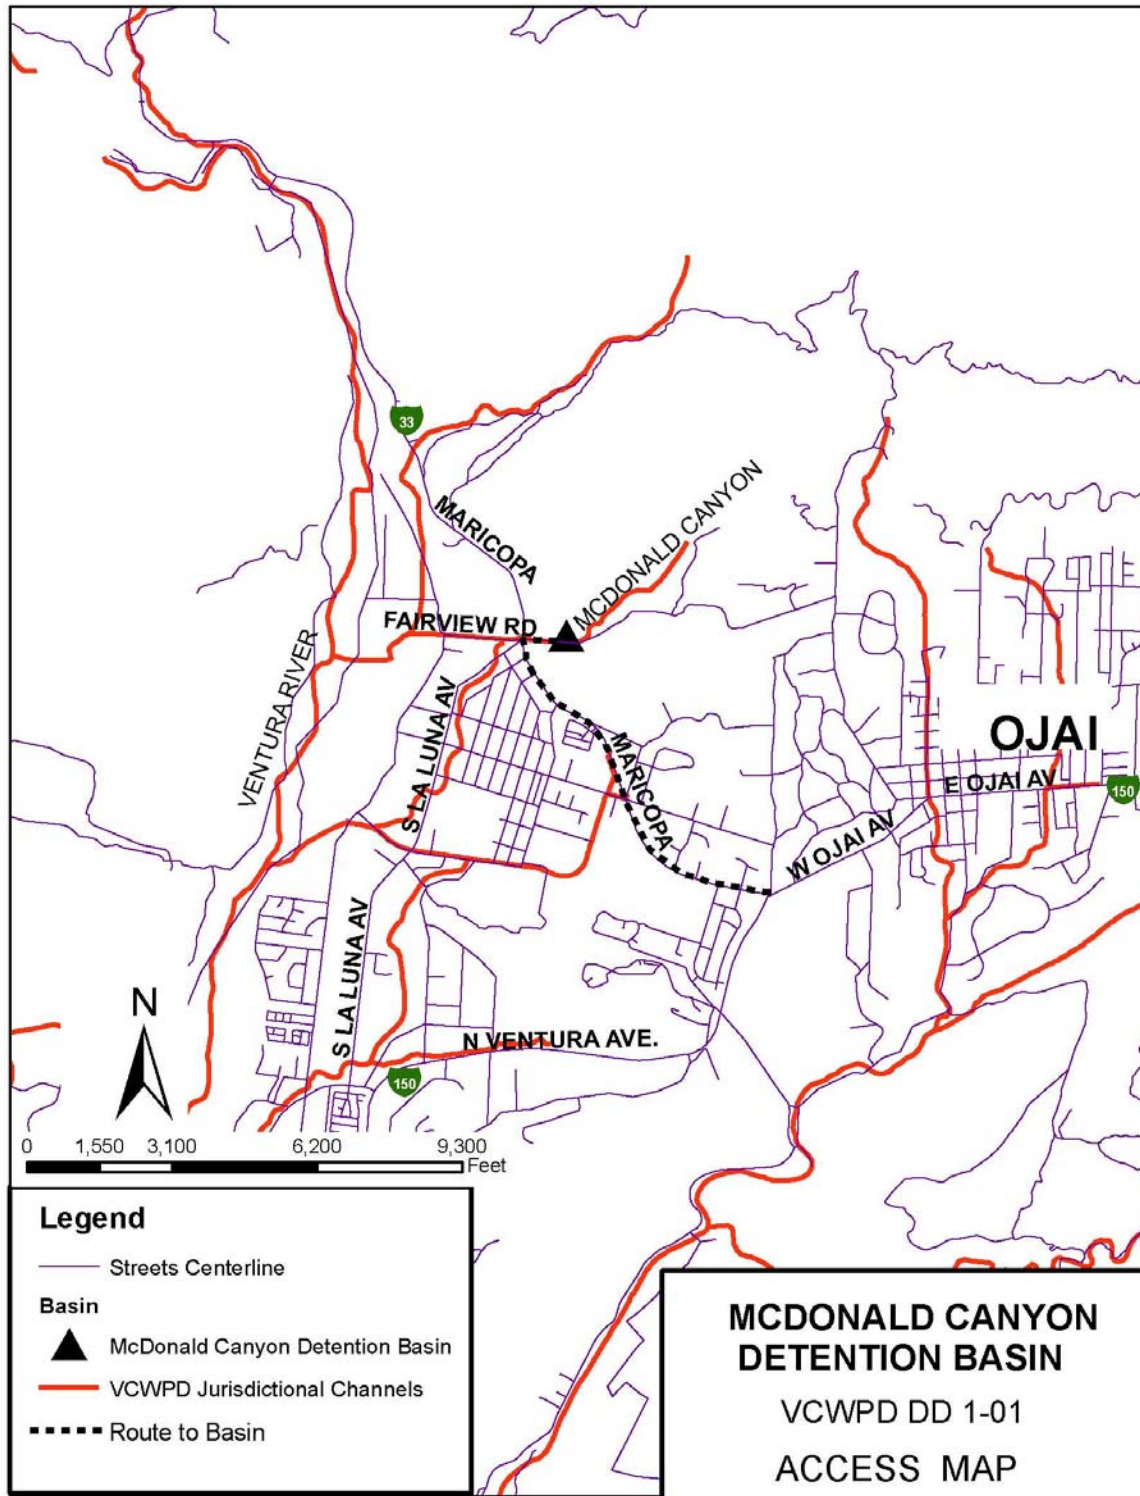 33
MARICOPA
MCDONALD CANYON
FAIRVIEW RD
VENTURA RIVER
S LA LUNA AV
MARICOPA
OJAI
E OJAI AV
150
W OJAI AV
S LA LUNA AV
N VENTURA AVE.
150
N
0 1,550 3,100 6,200 9,300
Feet
Legend
Streets Centerline
Basin
McDonald Canyon Detention Basin
VCWPD Jurisdictional Channels
Route to Basin
MCDONALD CANYON
DETENTION BASIN
VCWPD DD 1-01
ACCESS MAP